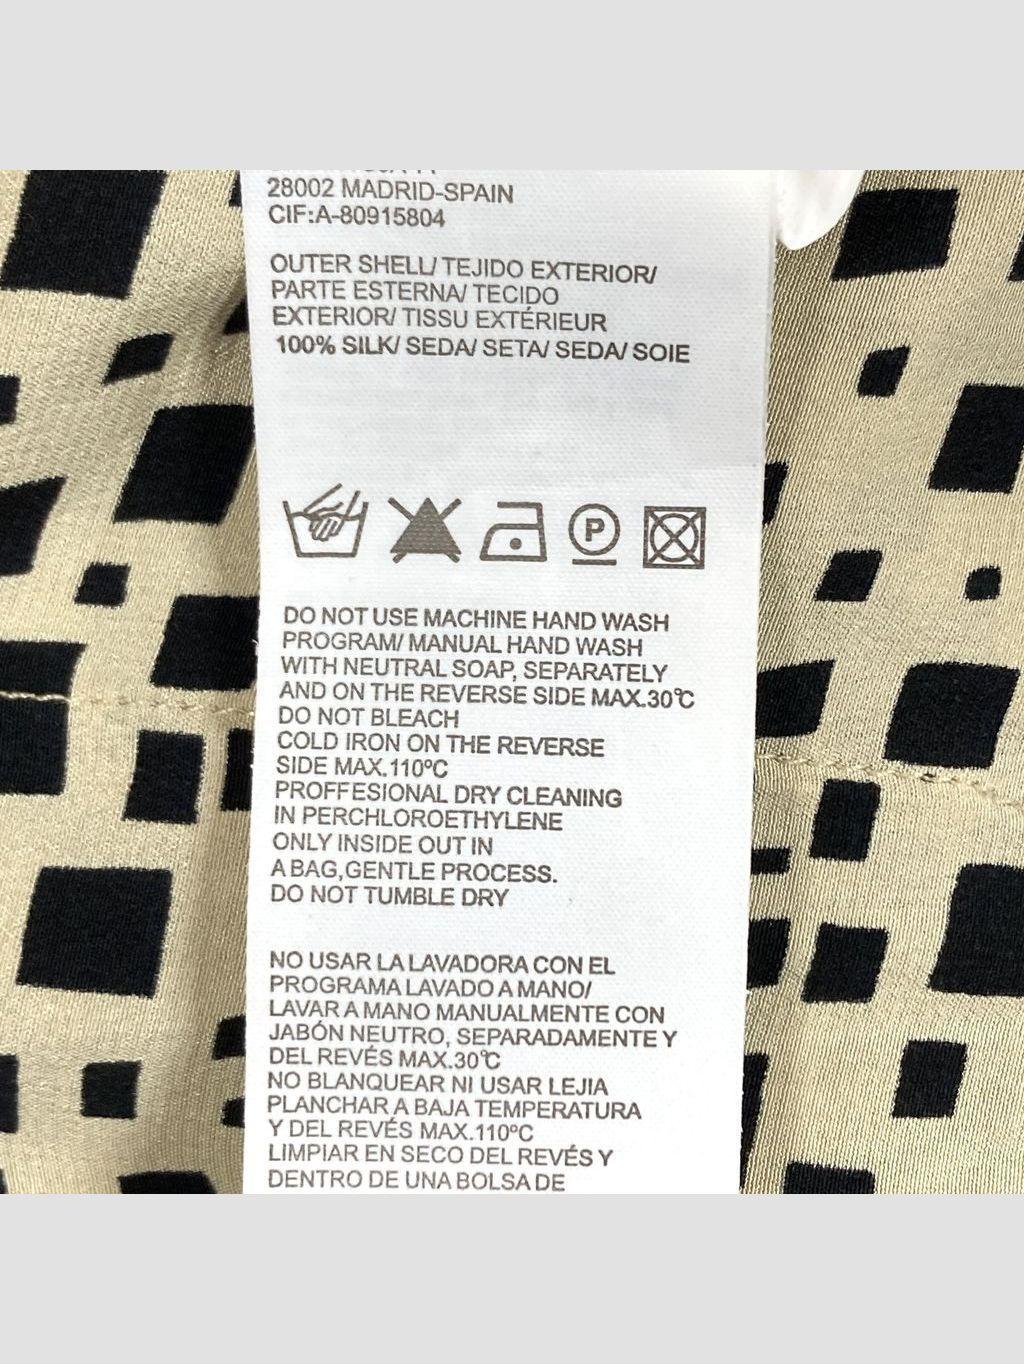 28002 MADRID-SPAIN
CIF:A-80915804
OUTER SHELL/ TEJIDO EXTERIOR/
PARTE ESTERNA/ TECIDO
EXTERIOR/ TISSU EXTÉRIEUR
100% SILK/ SEDA/ SETA/ SEDA/ SOIE
P
DO NOT USE MACHINE HAND WASH
PROGRAM/ MANUAL HAND WASH
WITH NEUTRAL SOAP, SEPARATELY
AND ON THE REVERSE SIDE MAX.30℃
DO NOT BLEACH
COLD IRON ON THE REVERSE
SIDE MAX.110ºC
PROFFESIONAL DRY CLEANING
IN PERCHLOROETHYLENE
ONLY INSIDE OUT IN
A BAG,GENTLE PROCESS.
DO NOT TUMBLE DRY
NO USAR LA LAVADORA CON EL
PROGRAMA LAVADO A MANO/
LAVAR A MANO MANUALMENTE CON
JABÓN NEUTRO, SEPARADAMENTE Y
DEL REVÉS MAX.30℃
NO BLANQUEAR NI USAR LEJIA
PLANCHAR A BAJA TEMPERATURA
Y DEL REVÉS MAX.110ºC
LIMPIAR EN SECO DEL REVÉS Y
DENTRO DE UNA BOLSA DE